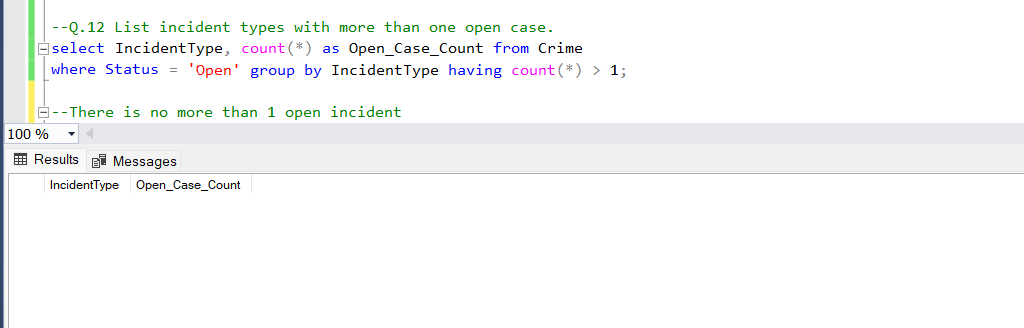 --Q.12 List incident types with more than one open case.
select IncidentType, count(*) as Open_Case_Count from Crime
where Status = 'Open' group by IncidentType having count(*) > 1;
--There is no more than 1 open incident
100 %
Results Messages
IncidentType Open_Case_Count